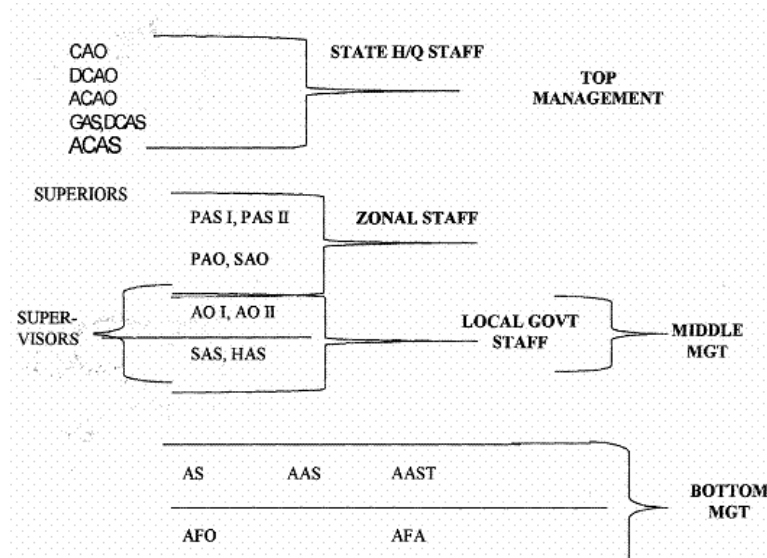 CAO
DCAO
ACAO
GAS,DCAS
ACAS
STATE H/Q STAFF
TOP
MANAGEMENT
SUPERIORS
PAS I, PAS II
PAO, SAO
ZONAL STAFF
SUPER-
VISORS
AO I, AO II
SAS, HAS
LOCAL GOVT
STAFF
MIDDLE
MGT
AS AAS AAST
AFO AFA
BOTTOM
MGT